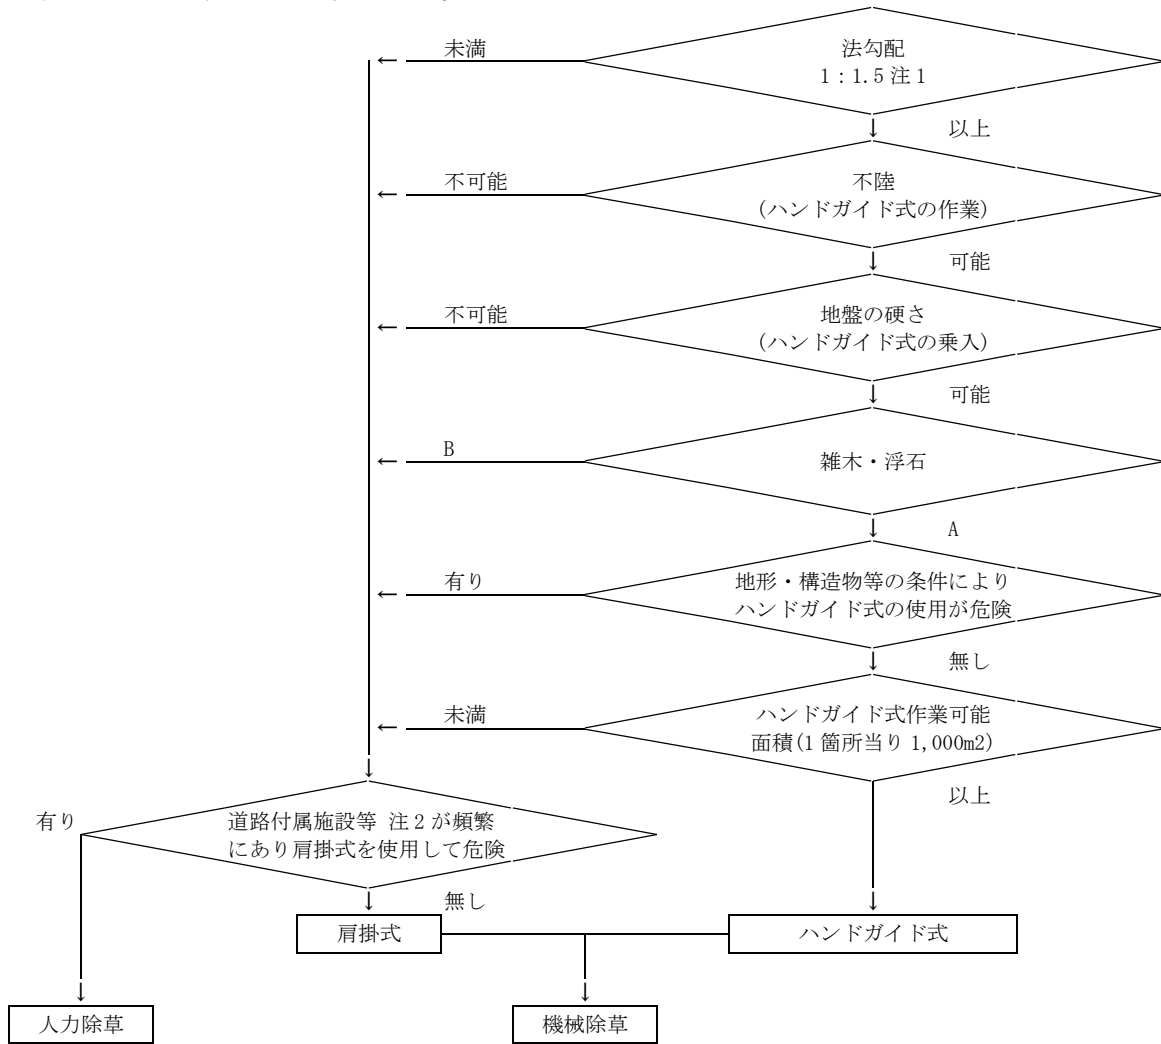 未満
法勾配
1:1.5注1
以上
不可能
不陸
(ハンドガイド式の作業)
可能
不可能
地盤の硬さ
(ハンドガイド式の乗入)
可能
B
雑木・浮石
A
有り
地形・構造物等の条件により
ハンドガイド式の使用が危険
無し
未満
ハンドガイド式作業可能
面積(1箇所当り1,000m2)
以上
有り
道路付属施設等 注2が頻繁
にあり肩掛式を使用して危険
無し
肩掛式
ハンドガイド式
人力除草
機械除草